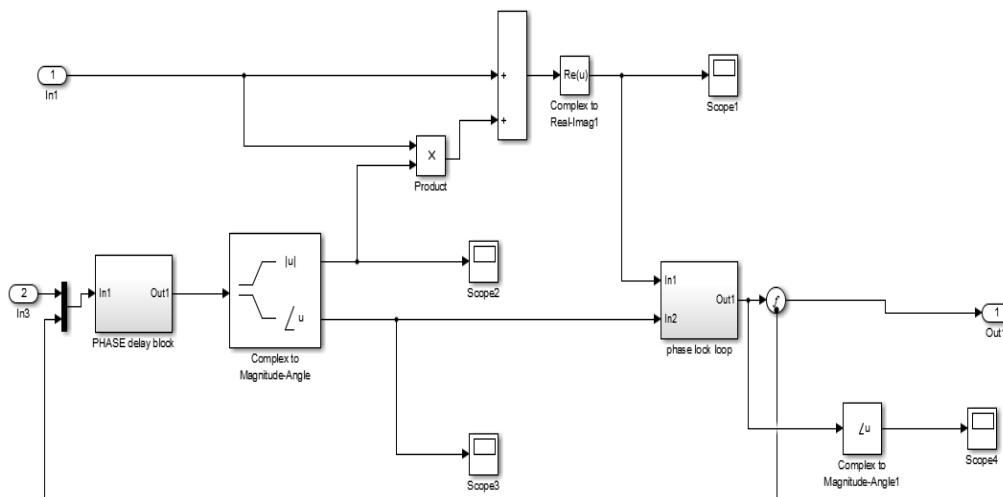 1
In1
+
+
Re(u)
Complex to
Real-Imag1
Scope1
×
Product
2
In3
In1
Out1
PHASE delay block
|u|
∠u
Complex to
Magnitude-Angle
Scope2
In1
In2
Out1
phase lock loop
1
Out1
Scope3
∠u
Complex to
Magnitude-Angle1
Scope4